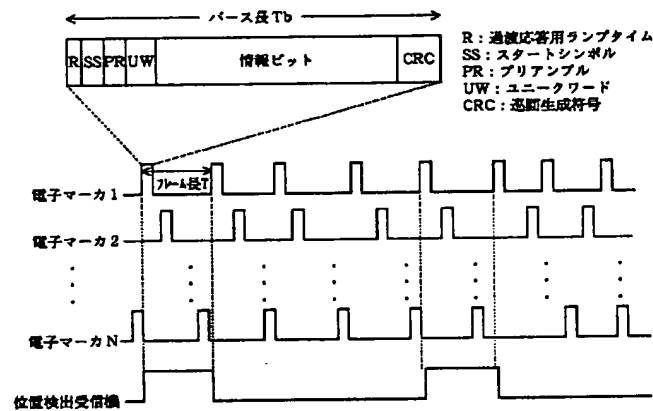 バース長Tb
R SS PR UW 情報ビット CRC
R：過渡応答用ランプタイム
SS：スタートシンボル
PR：プリアンブル
UW：ユニークワード
CRC：巡回生成符号
フレーム長T
電子マーカ1
電子マーカ2
電子マーカN
位置検出受信機